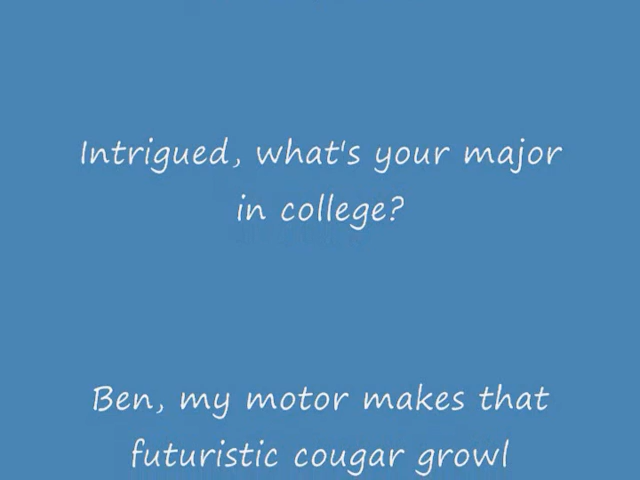 Intrigued, what's your major
in college?
Ben, my motor makes that
futuristic cougar growl